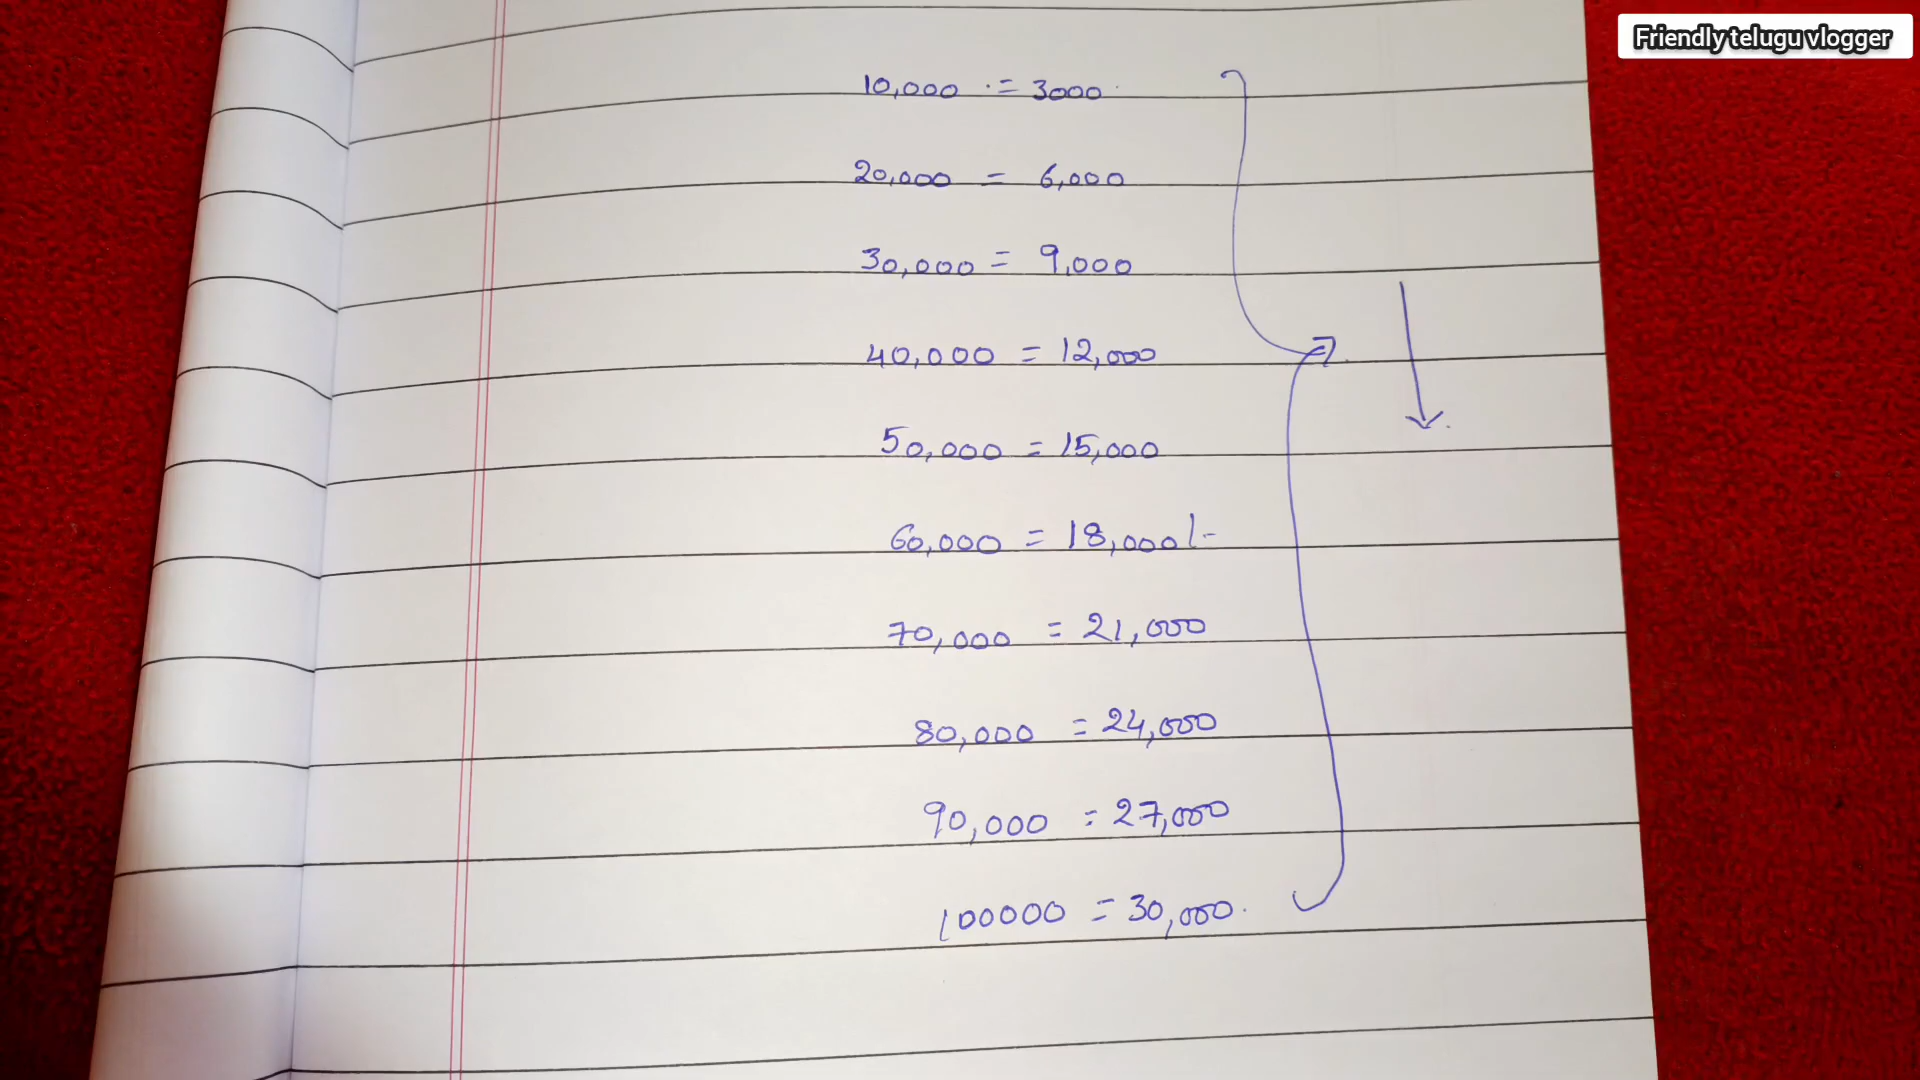 Friendly telugu vlogger
10,000 = 3000
20,000 = 6,000
30,000 = 9,000
40,000 = 12,000
50,000 = 15,000
60,000 = 18,000/-
70,000 = 21,000
80,000 = 24,000
90,000 = 27,000
100000 = 30,000.